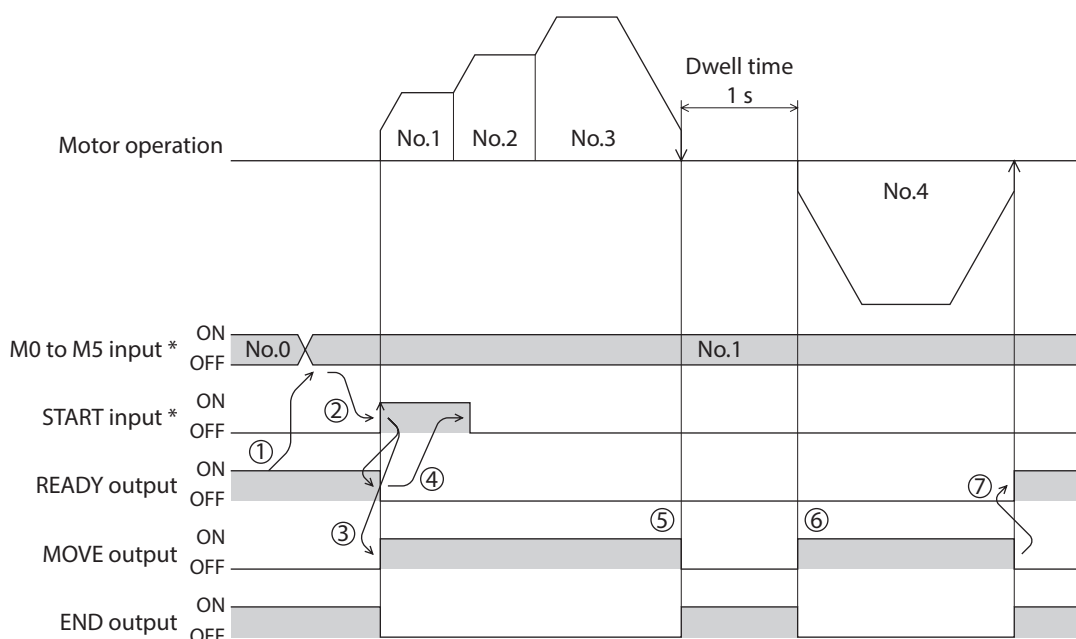 Dwell time
1 s
Motor operation
No.1
No.2
No.3
No.4
M0 to M5 input *
ON
OFF
No.0
No.1
START input *
ON
OFF
①
②
③
④
READY output
ON
OFF
⑤
⑥
⑦
MOVE output
ON
OFF
END output
ON
OFF